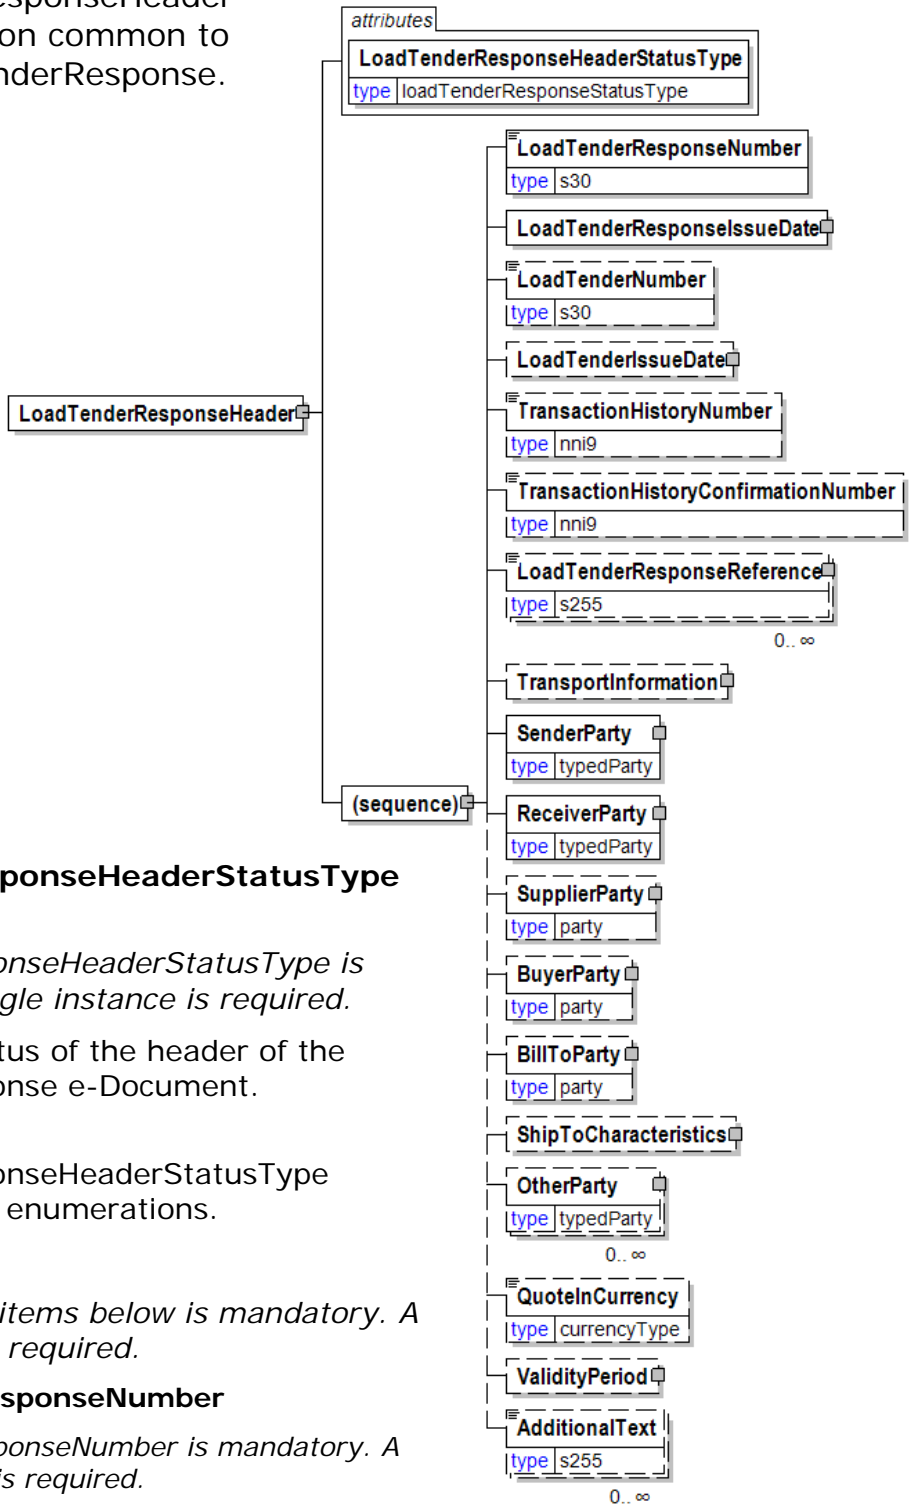 esponseHeader
on common to
nderResponse.
attributes
LoadTenderResponseHeaderStatusType
type loadTenderResponseStatusType
LoadTenderResponseNumber
type s30
LoadTenderResponseIssueDate
LoadTenderNumber
type s30
LoadTenderIssueDate
LoadTenderResponseHeader
TransactionHistoryNumber
type nni9
TransactionHistoryConfirmationNumber
type nni9
LoadTenderResponseReference
type s255
0.. ∞
TransportInformation
SenderParty
type typedParty
(sequence)
ReceiverParty
type typedParty
SupplierParty
type party
BuyerParty
type party
BillToParty
type party
ShipToCharacteristics
OtherParty
type typedParty
0.. ∞
QuoteInCurrency
type currencyType
ValidityPeriod
AdditionalText
type s255
0.. ∞
ponseHeaderStatusType
onseHeaderStatusType is
gle instance is required.
tus of the header of the
onse e-Document.
onseHeaderStatusType
enumerations.
items below is mandatory. A
required.
sponseNumber
ponseNumber is mandatory. A
is required.